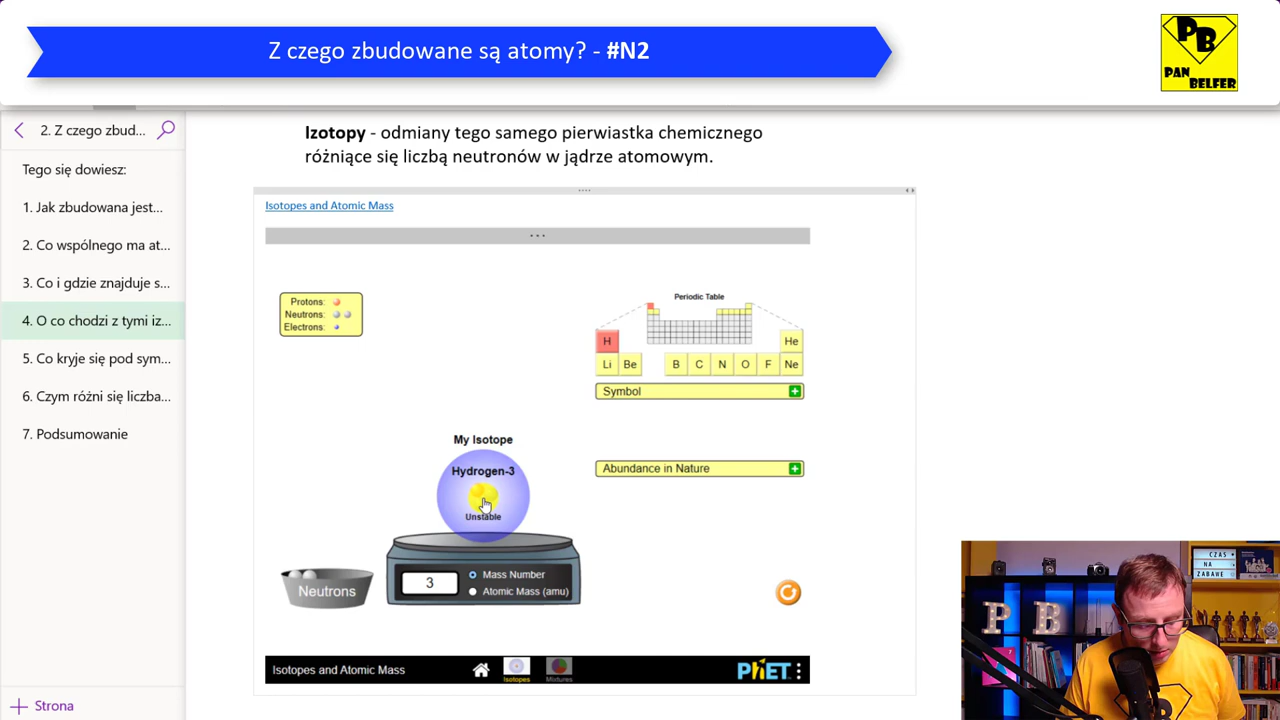 Z czego zbudowane są atomy? - #N2
PB
PAN
BELFER
2. Z czego zbud...
Tego się dowiesz:
1. Jak zbudowana jest...
2. Co wspólnego ma at...
3. Co i gdzie znajduje s...
4. O co chodzi z tymi iz...
5. Co kryje się pod sym...
6. Czym różni się liczba...
7. Podsumowanie
Strona
Izotopy - odmiany tego samego pierwiastka chemicznego
różniące się liczbą neutronów w jądrze atomowym.
Isotopes and Atomic Mass
Protons:
Neutrons:
Electrons:
Periodic Table
H He
Li Be B C N O F Ne
Symbol
Abundance in Nature
My Isotope
Hydrogen-3
Unstable
3
Mass Number
Atomic Mass (amu)
Neutrons
Isotopes and Atomic Mass
Isotopes
Mixtures
PhET
CZAS
NA
ZABAWE
P B